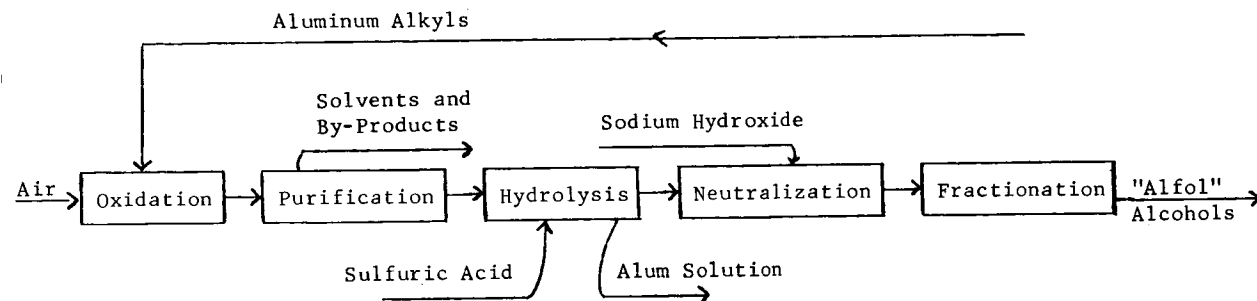 Aluminum Alkyls
Solvents and
By-Products
Sodium Hydroxide
Air
Oxidation
Purification
Hydrolysis
Neutralization
Fractionation
"Alfol"
Alcohols
Sulfuric Acid
Alum Solution